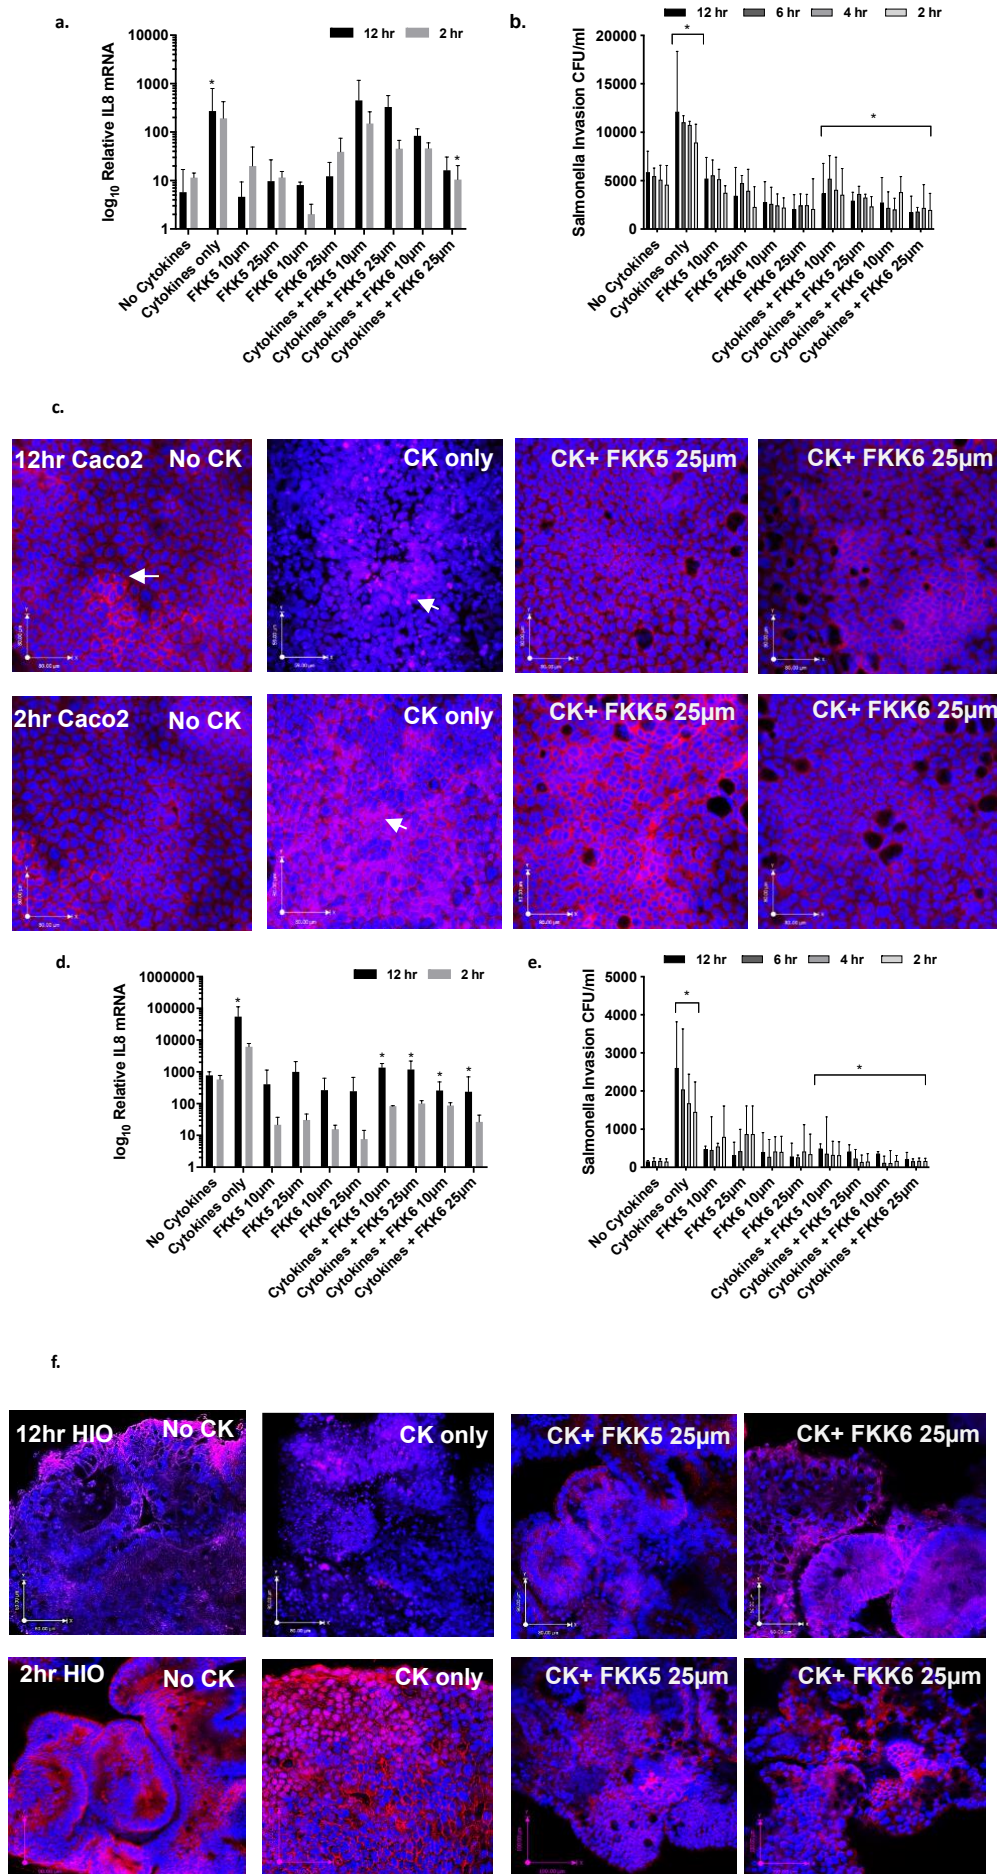 a.
12 hr 2 hr
log10 Relative IL8 mRNA
10000
1000
100
10
1
*
*
No Cytokines
Cytokines only
FKK5 10µm
FKK5 25µm
FKK6 10µm
FKK6 25µm
Cytokines + FKK5 10µm
Cytokines + FKK5 25µm
Cytokines + FKK6 10µm
Cytokines + FKK6 25µm
b.
12 hr 6 hr 4 hr 2 hr
Salmonella Invasion CFU/ml
20000
15000
10000
5000
0
*
*
No Cytokines
Cytokines only
FKK5 10µm
FKK5 25µm
FKK6 10µm
FKK6 25µm
Cytokines + FKK5 10µm
Cytokines + FKK5 25µm
Cytokines + FKK6 10µm
Cytokines + FKK6 25µm
c.
12hr Caco2 No CK
CK only
CK+ FKK5 25µm
CK+ FKK6 25µm
2hr Caco2 No CK
CK only
CK+ FKK5 25µm
CK+ FKK6 25µm
d.
12 hr 2 hr
log10 Relative IL8 mRNA
1000000
100000
10000
1000
100
10
1
*
* * * *
No Cytokines
Cytokines only
FKK5 10µm
FKK5 25µm
FKK6 10µm
FKK6 25µm
Cytokines + FKK5 10µm
Cytokines + FKK5 25µm
Cytokines + FKK6 10µm
Cytokines + FKK6 25µm
e.
12 hr 6 hr 4 hr 2 hr
Salmonella Invasion CFU/ml
5000
4000
3000
2000
1000
0
*
*
No Cytokines
Cytokines only
FKK5 10µm
FKK5 25µm
FKK6 10µm
FKK6 25µm
Cytokines + FKK5 10µm
Cytokines + FKK5 25µm
Cytokines + FKK6 10µm
Cytokines + FKK6 25µm
f.
12hr HIO No CK
CK only
CK+ FKK5 25µm
CK+ FKK6 25µm
2hr HIO No CK
CK only
CK+ FKK5 25µm
CK+ FKK6 25µm